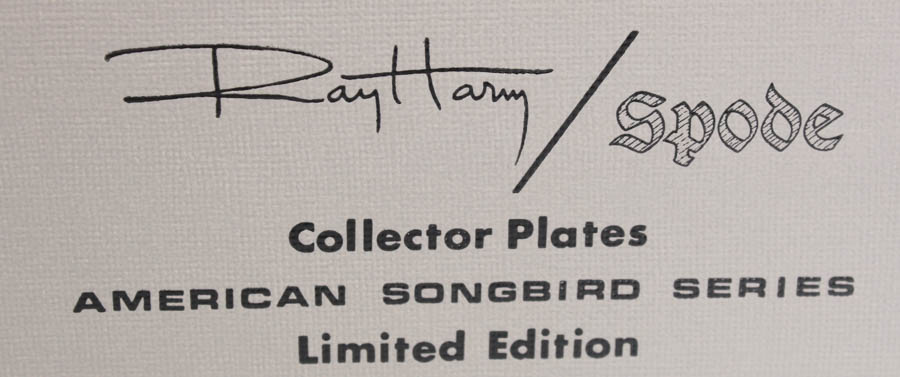 Ray Harm / Spode
Collector Plates
AMERICAN SONGBIRD SERIES
Limited Edition